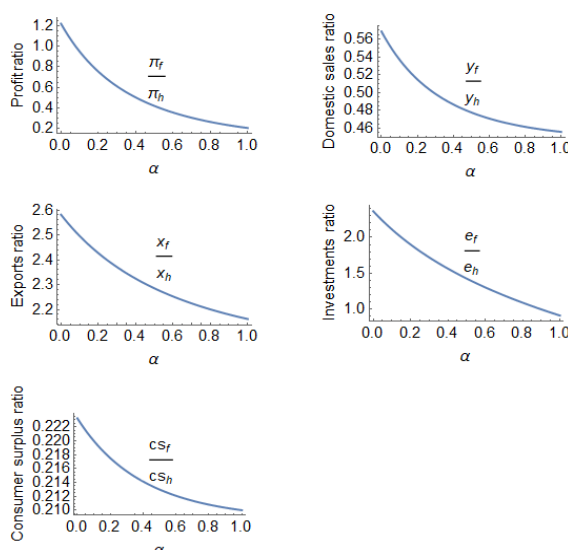 Profit ratio
1.2
1.0
0.8
0.6
0.4
0.2
π_f
π_h
0.0 0.2 0.4 0.6 0.8 1.0
α
Domestic sales ratio
0.56
0.54
0.52
0.50
0.48
0.46
y_f
y_h
0.0 0.2 0.4 0.6 0.8 1.0
α
Exports ratio
2.6
2.5
2.4
2.3
2.2
x_f
x_h
0.0 0.2 0.4 0.6 0.8 1.0
α
Investments ratio
2.0
1.5
1.0
e_f
e_h
0.0 0.2 0.4 0.6 0.8 1.0
α
Consumer surplus ratio
0.222
0.220
0.218
0.216
0.214
0.212
0.210
cs_f
cs_h
0.0 0.2 0.4 0.6 0.8 1.0
α